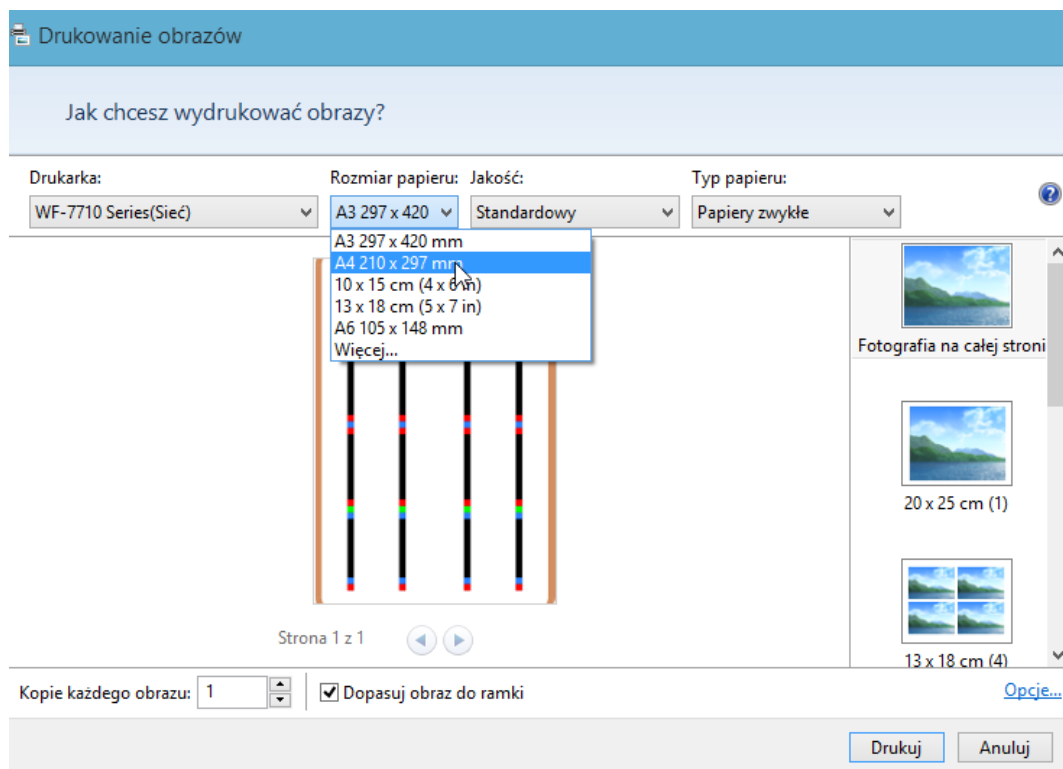 Drukowanie obrazów
Jak chcesz wydrukować obrazy?
Drukarka: Rozmiar papieru: Jakość: Typ papieru:
WF-7710 Series(Sieć) A3 297 x 420 Standardowy Papiery zwykłe
A3 297 x 420 mm
A4 210 x 297 mm
10 x 15 cm (4 x 6 in)
13 x 18 cm (5 x 7 in)
A6 105 x 148 mm
Więcej...
Fotografia na całej stroni
20 x 25 cm (1)
13 x 18 cm (4)
Strona 1 z 1
Kopie każdego obrazu: 1 Dopasuj obraz do ramki Opcje...
Drukuj Anuluj